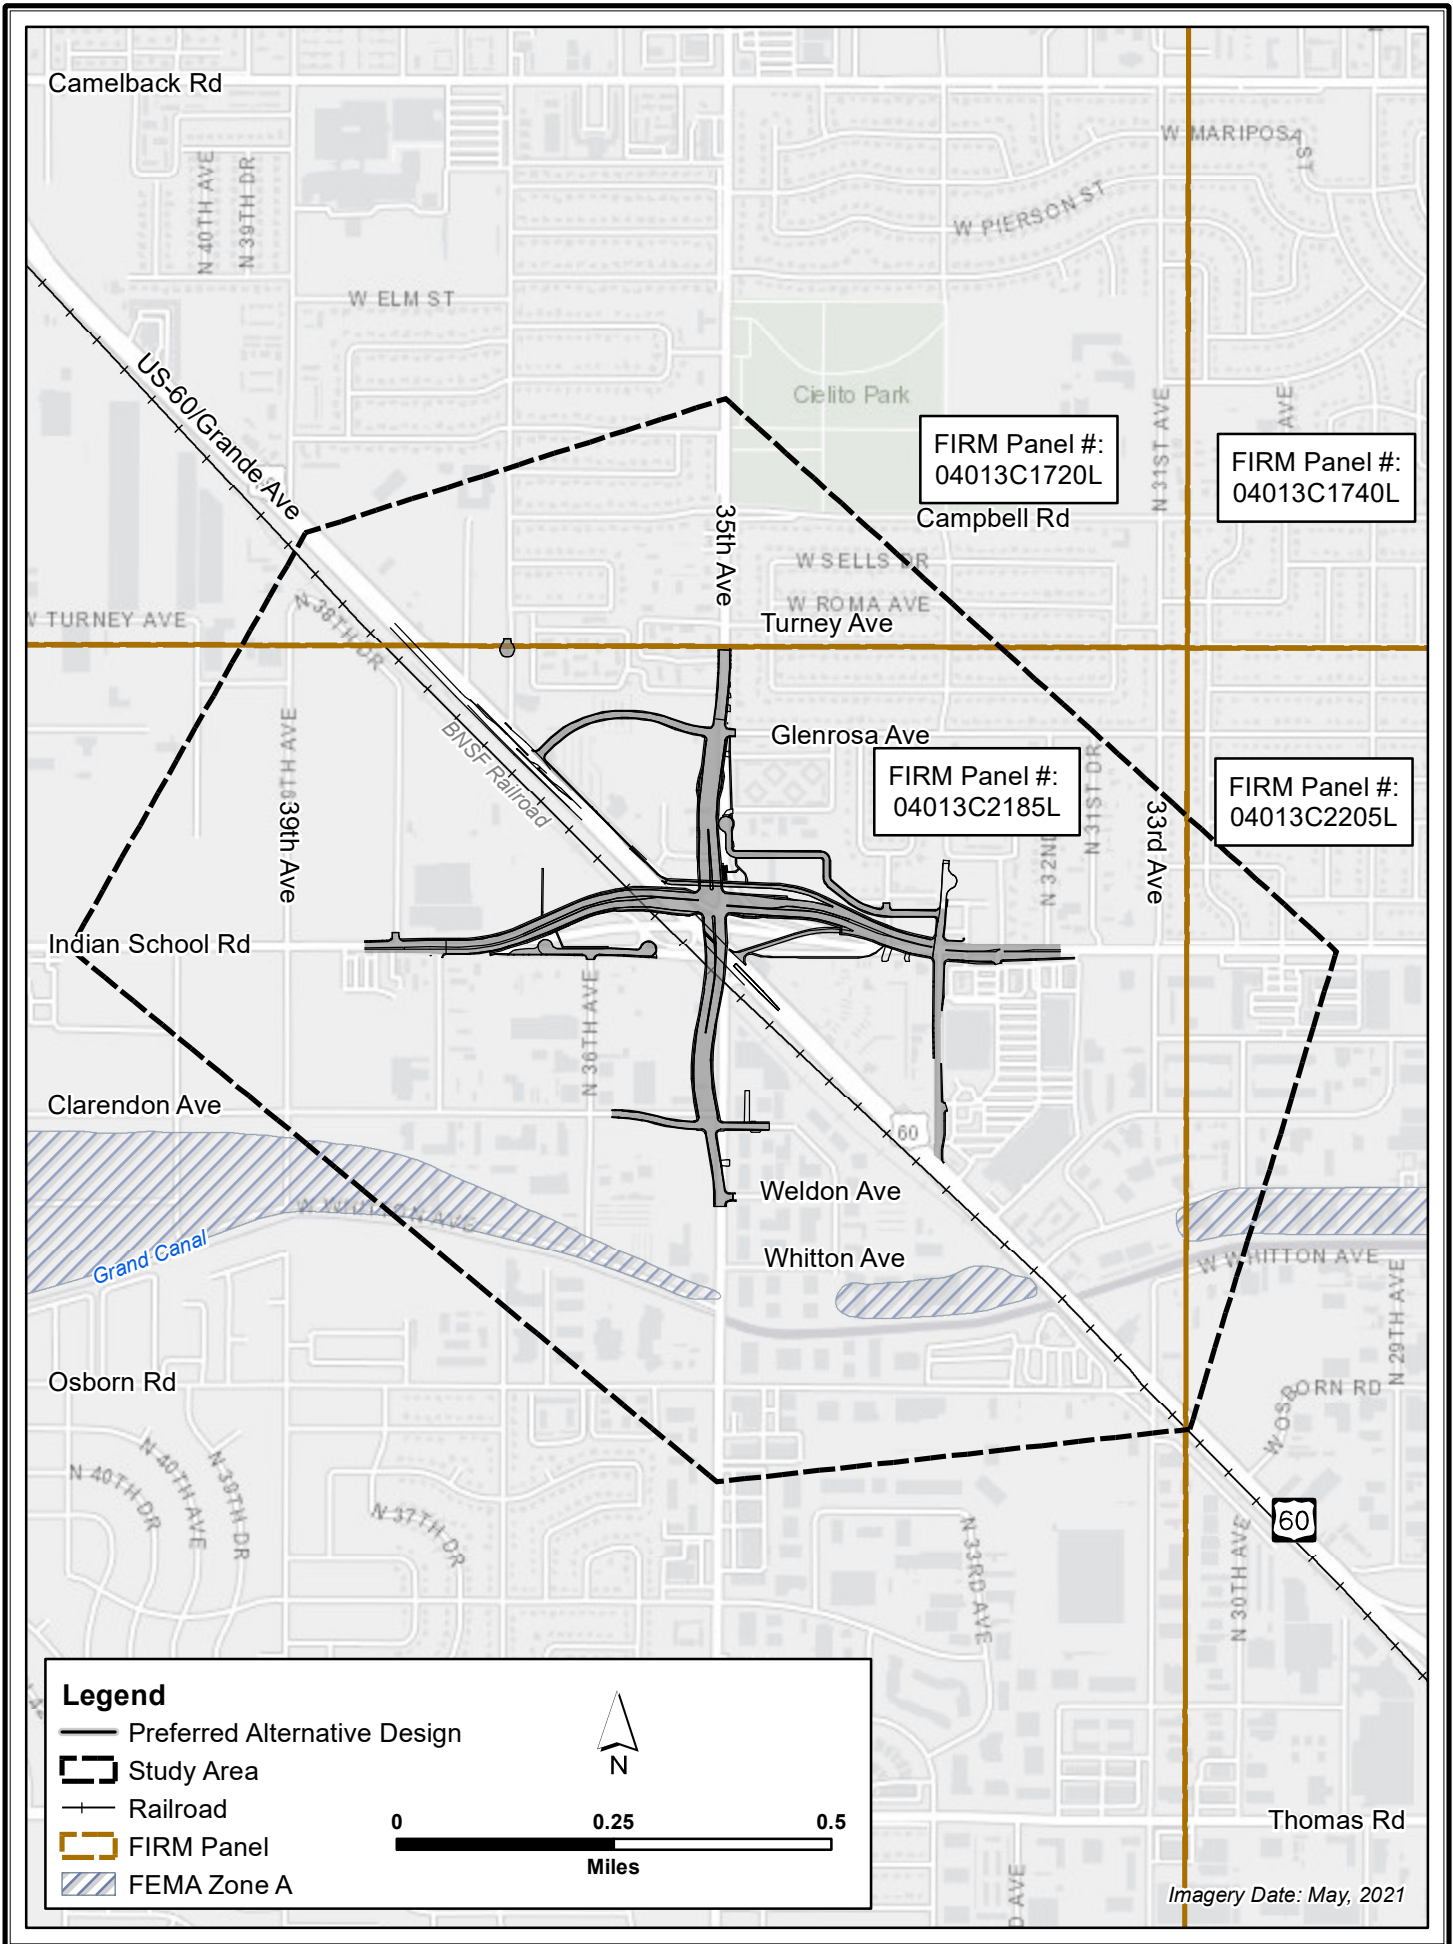 Camelback Rd
W MARIPOSA ST
N 40TH AVE
N 39TH DR
W PIERSON ST
W ELM ST
US-60/Grande Ave
Cielito Park
N 31ST AVE
AVE
FIRM Panel #:
04013C1720L
FIRM Panel #:
04013C1740L
35th Ave
Campbell Rd
W SELLS DR
W ROMA AVE
W TURNEY AVE
N 38TH DR
Turney Ave
BNSF Railroad
Glenrosa Ave
FIRM Panel #:
04013C2185L
FIRM Panel #:
04013C2205L
9TH AVE
39th Ave
N 32ND
N 31ST DR
33rd Ave
Indian School Rd
N 36TH AVE
Clarendon Ave
60
Weldon Ave
Grand Canal
Whitton Ave
W WHITTON AVE
N 29TH AVE
Osborn Rd
W OSBORN RD
N 40TH DR
N 40TH AVE
N 39TH DR
N 37TH DR
N 33RD AVE
N 30TH AVE
60
Legend
Preferred Alternative Design
Study Area
Railroad
FIRM Panel
FEMA Zone A
N
0 0.25 0.5
Miles
Thomas Rd
D AVE
Imagery Date: May, 2021